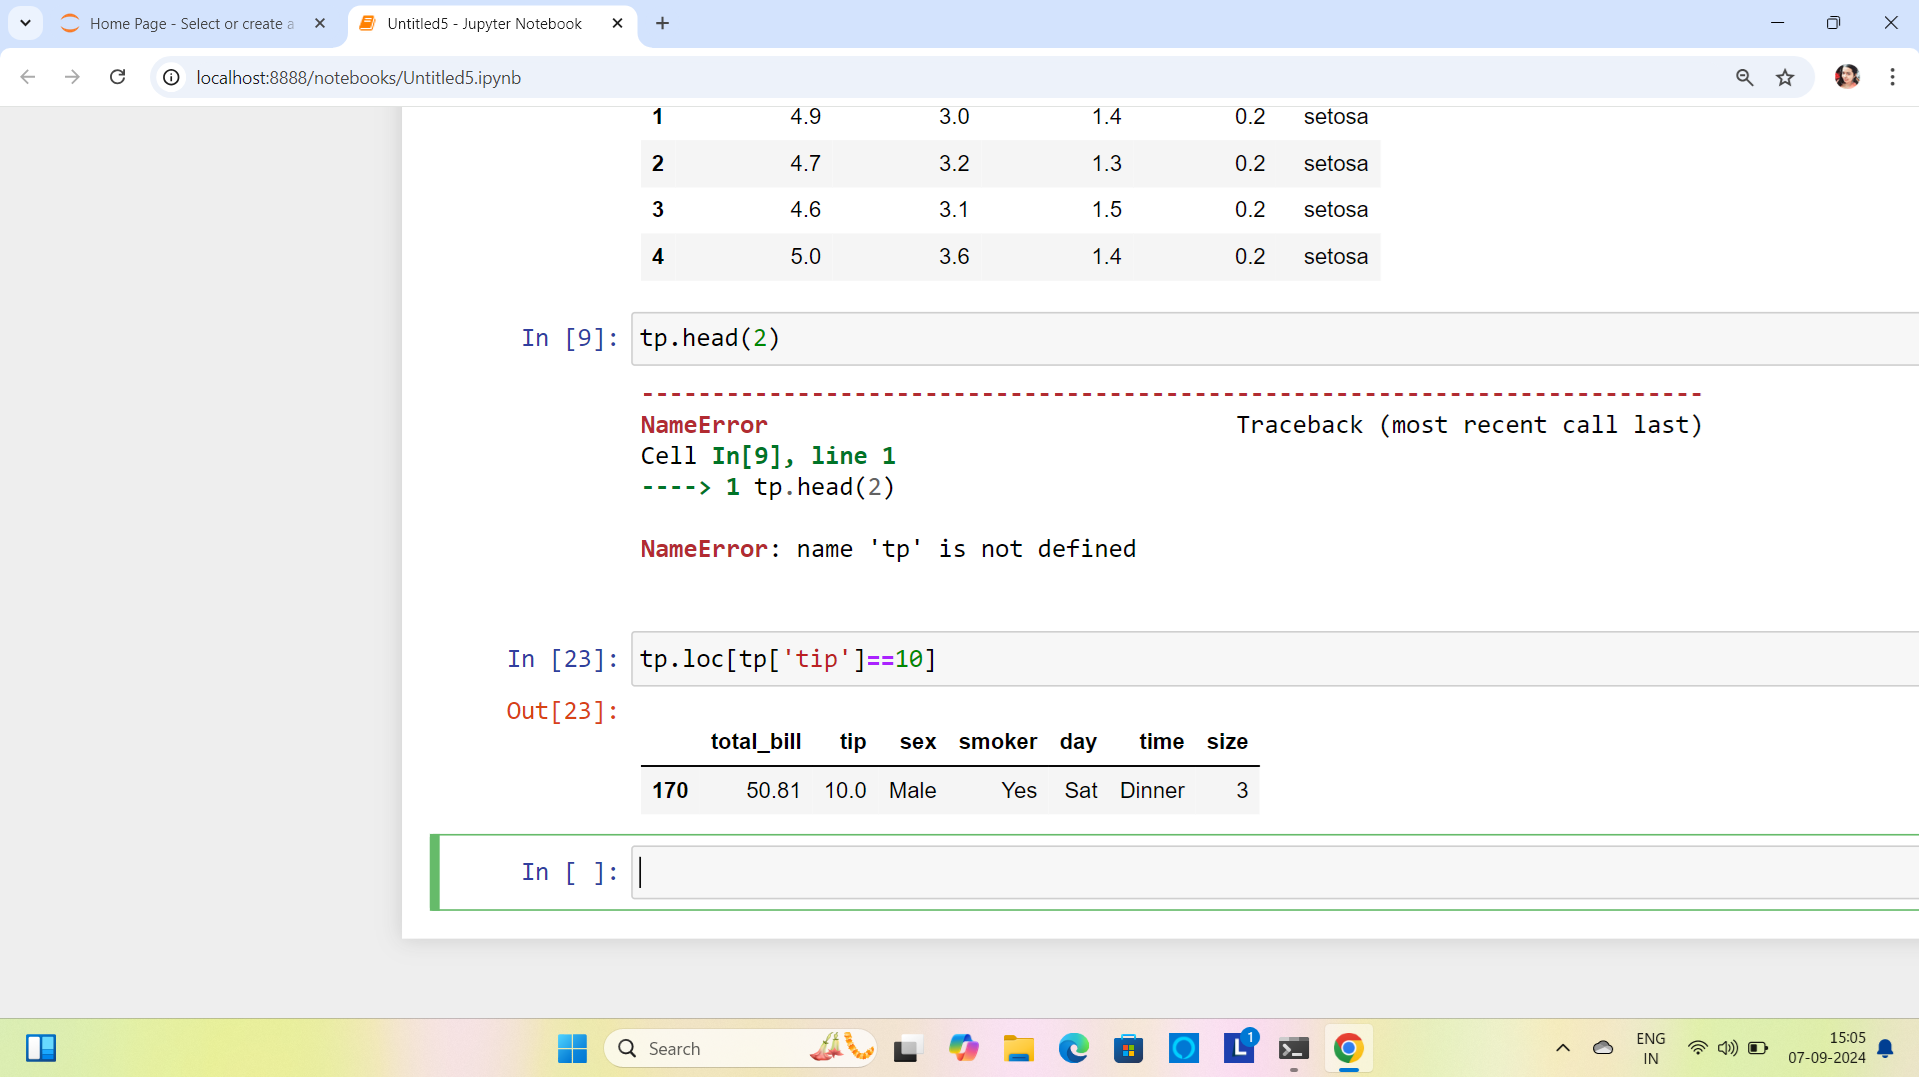 Home Page - Select or create a
Untitled5 - Jupyter Notebook
localhost:8888/notebooks/Untitled5.ipynb
1 4.9 3.0 1.4 0.2 setosa
2 4.7 3.2 1.3 0.2 setosa
3 4.6 3.1 1.5 0.2 setosa
4 5.0 3.6 1.4 0.2 setosa
In [9]: tp.head(2)
---------------------------------------------------------------------------
NameError Traceback (most recent call last)
Cell In[9], line 1
----> 1 tp.head(2)
NameError: name 'tp' is not defined
In [23]: tp.loc[tp['tip']==10]
Out[23]:
total_bill tip sex smoker day time size
170 50.81 10.0 Male Yes Sat Dinner 3
In [ ]:
Search
L 1
ENG
IN
15:05
07-09-2024